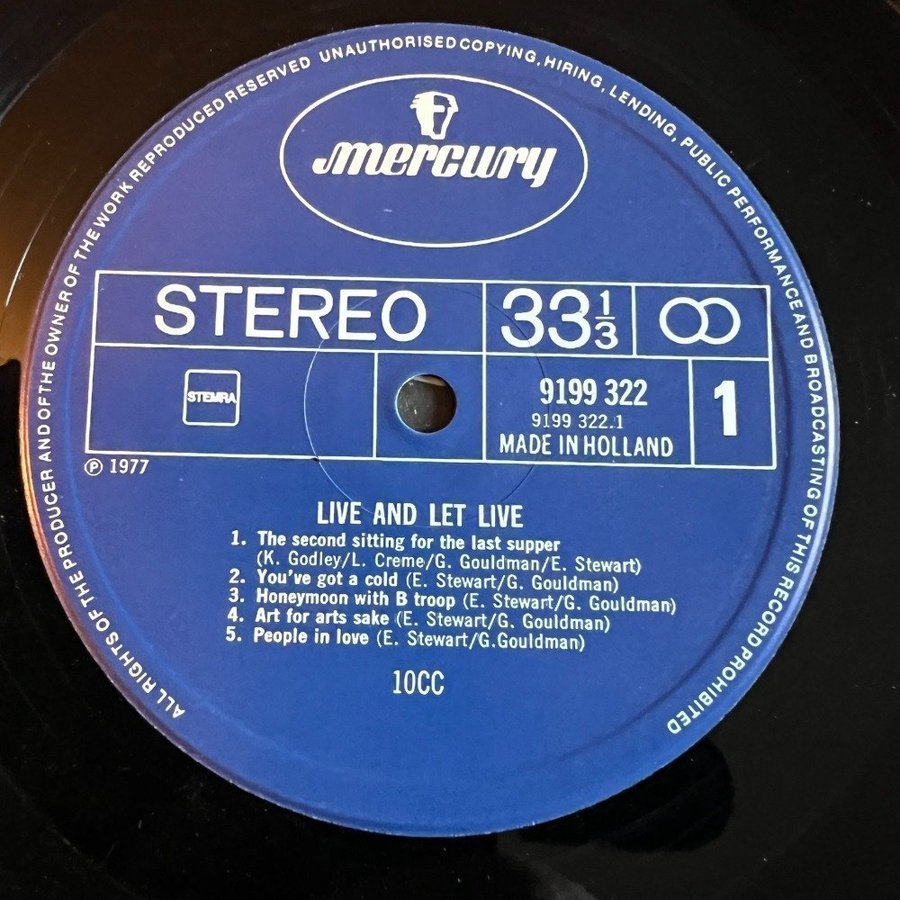 ALL RIGHTS OF THE PRODUCER AND OF THE OWNER OF THE WORK REPRODUCED RESERVED UNAUTHORISED COPYING, HIRING, LENDING, PUBLIC PERFORMANCE AND BROADCASTING OF THIS RECORD PROHIBITED
mercury
STEREO
33 1/3
STEMRA
9199 322
9199 322.1
MADE IN HOLLAND
1
℗ 1977
LIVE AND LET LIVE
1. The second sitting for the last supper
(K. Godley/L. Creme/G. Gouldman/E. Stewart)
2. You've got a cold (E. Stewart/G. Gouldman)
3. Honeymoon with B troop (E. Stewart/G. Gouldman)
4. Art for arts sake (E. Stewart/G. Gouldman)
5. People in love (E. Stewart/G.Gouldman)
10CC